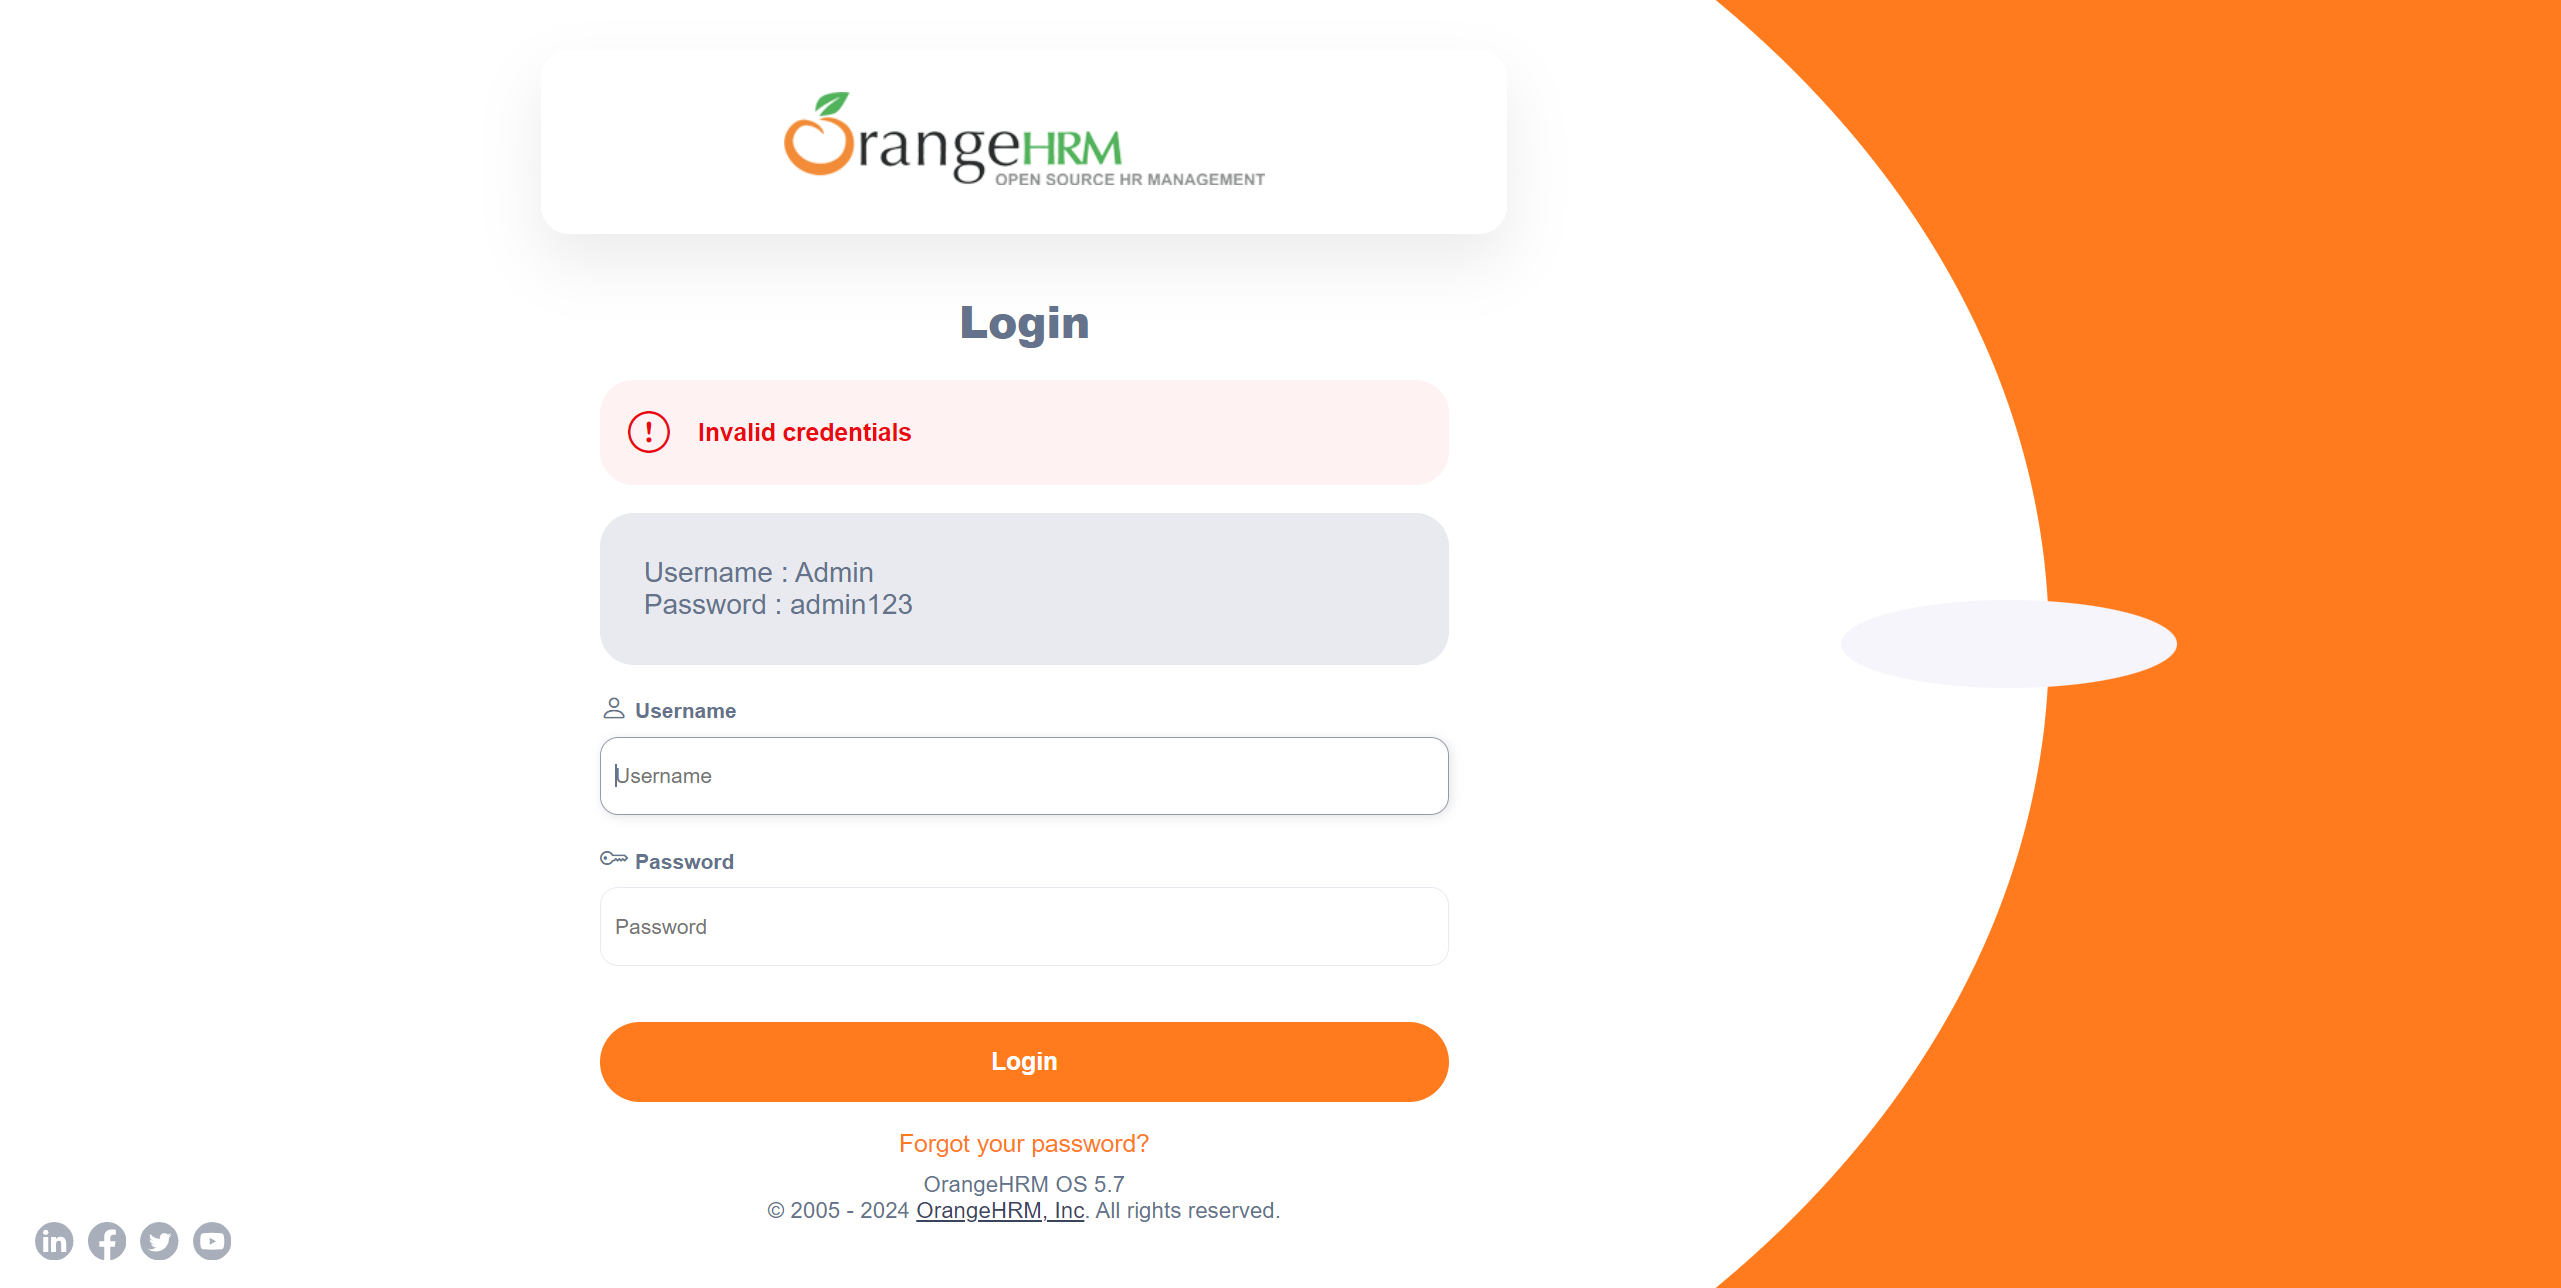 OrangeHRM
OPEN SOURCE HR MANAGEMENT
Login
Invalid credentials
Username : Admin
Password : admin123
Username
Username
Password
Password
Login
Forgot your password?
OrangeHRM OS 5.7
© 2005 - 2024 OrangeHRM, Inc. All rights reserved.